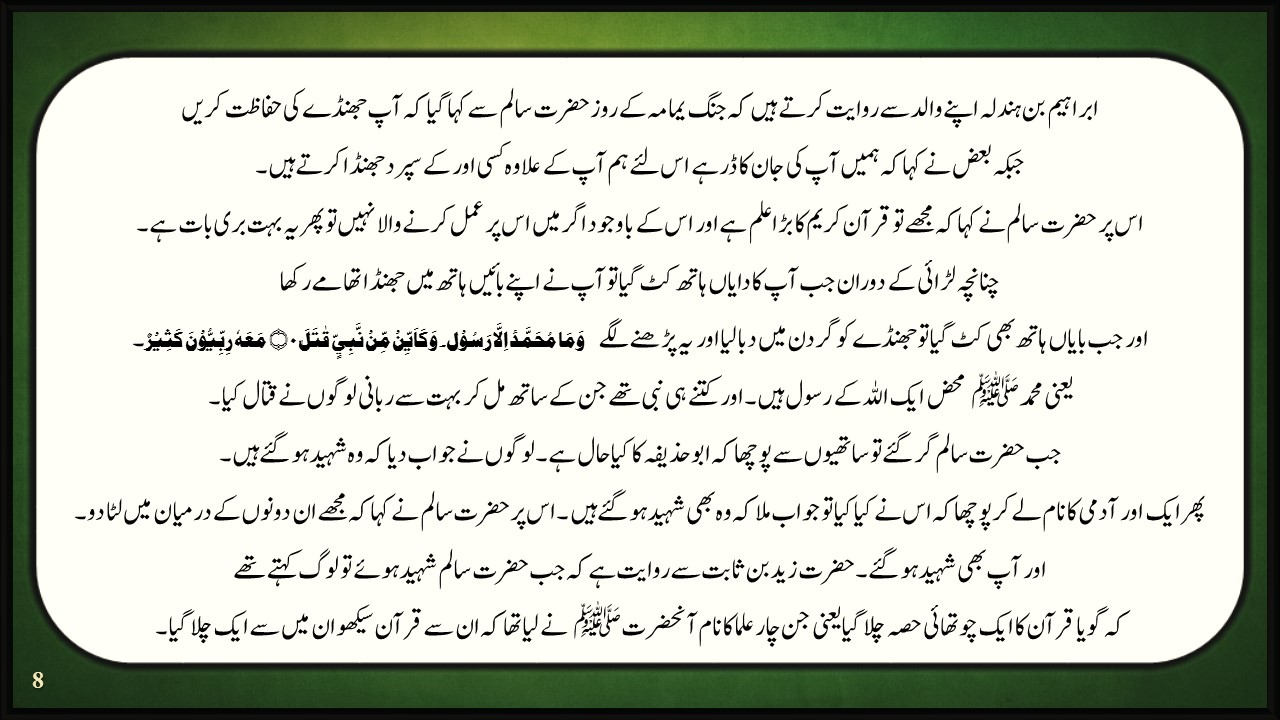 ابراہیم بن ہندلہ اپنے والد سے روایت کرتے ہیں کہ جنگ یمامہ کے روز حضرت سالم سے کہا گیا کہ آپ جھنڈے کی حفاظت کریں
جبکہ بعض نے کہا کہ ہمیں آپ کی جان کا ڈر ہے اس لئے ہم آپ کے علاوہ کسی اور کے سپرد جھنڈا کرتے ہیں۔
اس پر حضرت سالم نے کہا کہ مجھے تو قرآن کریم کا بڑا علم ہے اور اس کے باوجود اگر میں اس پر عمل کرنے والا نہیں تو پھر یہ بہت بری بات ہے۔
چنانچہ لڑائی کے دوران جب آپ کا دایاں ہاتھ کٹ گیا تو آپ نے اپنے بائیں ہاتھ میں جھنڈا تھامے رکھا
اور جب بایاں ہاتھ بھی کٹ گیا تو جھنڈے کو گردن میں دبا لیا اور یہ پڑھنے لگے وَمَا مُحَمَّدٌ اِلَّا رَسُوْل۔ وَكَاَيِّنْ مِّنْ نَّبِيٍّ قٰتَلَ ۙ مَعَهٗ رِبِّيُّوْنَ كَثِيْرٌ۔
یعنی محمد ﷺ محض ایک اللہ کے رسول ہیں۔ اور کتنے ہی نبی تھے جن کے ساتھ مل کر بہت سے ربانی لوگوں نے قتال کیا۔
جب حضرت سالم گر گئے تو ساتھیوں سے پوچھا کہ ابو حذیفہ کا کیا حال ہے۔ لوگوں نے جواب دیا کہ وہ شہید ہو گئے ہیں۔
پھر ایک اور آدمی کا نام لے کر پوچھا کہ اس نے کیا کیا تو جواب ملا کہ وہ بھی شہید ہو گئے ہیں۔ اس پر حضرت سالم نے کہا کہ مجھے ان دونوں کے درمیان میں لٹا دو۔
اور آپ بھی شہید ہو گئے۔ حضرت زید بن ثابت سے روایت ہے کہ جب حضرت سالم شہید ہوئے تو لوگ کہتے تھے
کہ گویا قرآن کا ایک چوتھائی حصہ چلا گیا یعنی جن چار علما کا نام آنحضرت ﷺ نے لیا تھا کہ ان سے قرآن سیکھو ان میں سے ایک چلا گیا۔
8